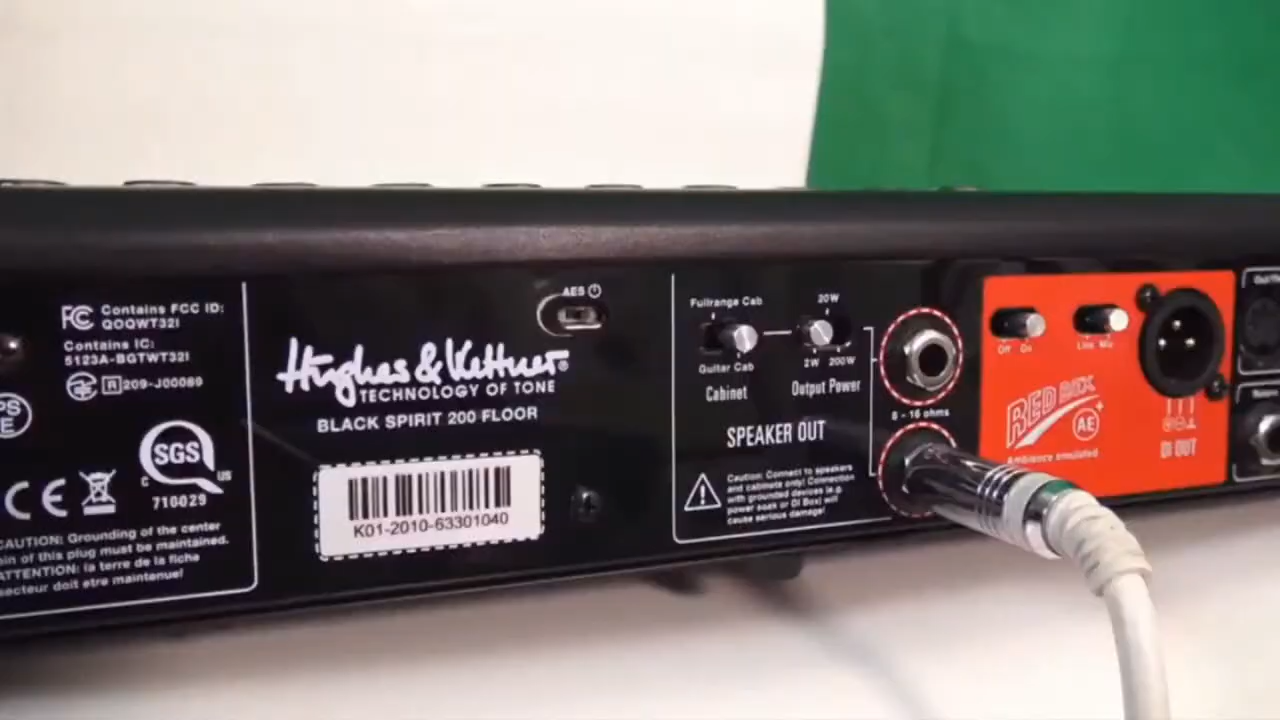 FC Contains FCC ID:
QOQWT32I
Contains IC:
5123A-BGTWT32I
R 209-J00089
PS
E
SGS
C US
716029
CE
CAUTION: Grounding of the center
pin of this plug must be maintained.
ATTENTION: la terre de la fiche
secteur doit etre maintenue!
AES
Hughes & Kettner®
TECHNOLOGY OF TONE
BLACK SPIRIT 200 FLOOR
K01-2010-63301040
Fullrange Cab
Guitar Cab
Cabinet
20W
2W 200W
Output Power
SPEAKER OUT
Caution: Connect to speakers
and cabinets only! Connection
with grounded devices (e.g.
power soak or DI Box) will
cause serious damage!
8 - 16 ohms
Off On
Line Mic
RED BOX
AE+
Ambience emulated
DI OUT